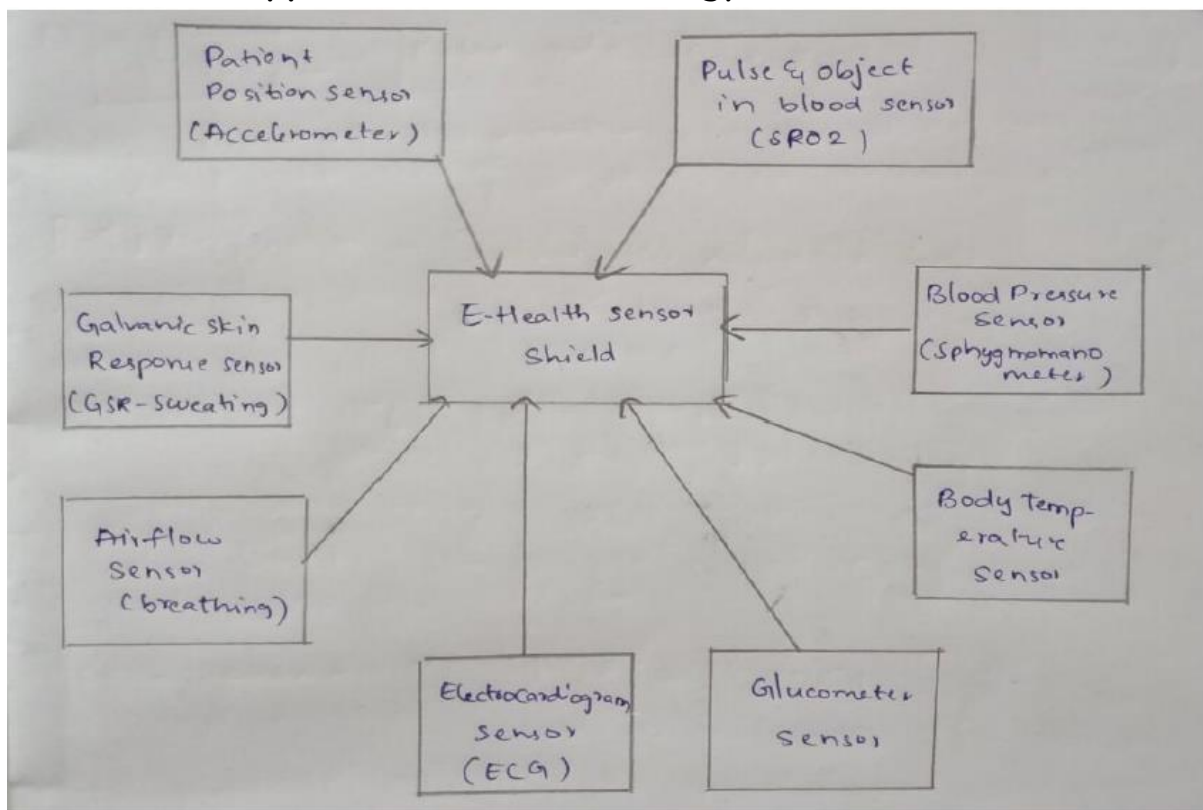 Patient
Position sensor
(Accelerometer)
Pulse & object
in blood sensor
(SPO2)
E-Health sensor
Shield
Galvanic skin
Response sensor
(GSR-Sweating)
Blood Pressure
sensor
(Sphygmomano
meter)
Airflow
Sensor
(breathing)
Body temp-
erature
sensor
Electrocardiogram
sensor
(ECG)
Glucometer
sensor